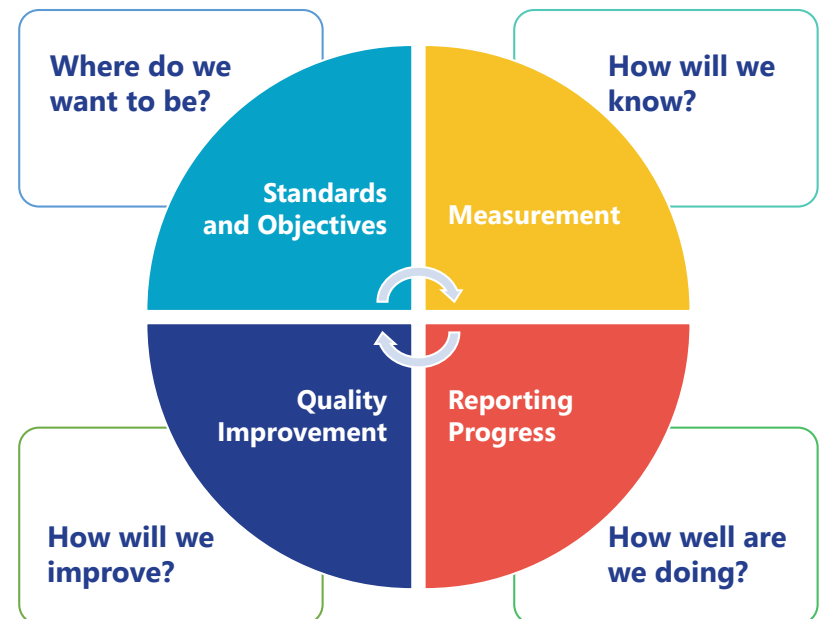 Where do we
want to be?
How will we
know?
Standards
and Objectives
Measurement
Quality
Improvement
Reporting
Progress
How will we
improve?
How well are
we doing?